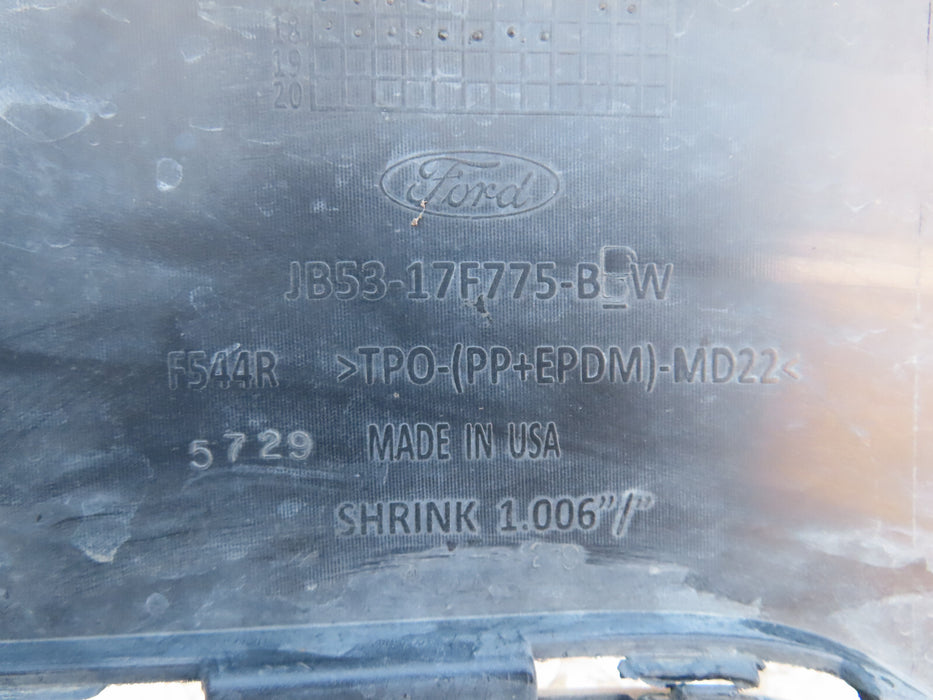 18
19
20
Ford
JB53-17F775-B W
F544R >TPO-(PP+EPDM)-MD22<
5729 MADE IN USA
SHRINK 1.006"/"